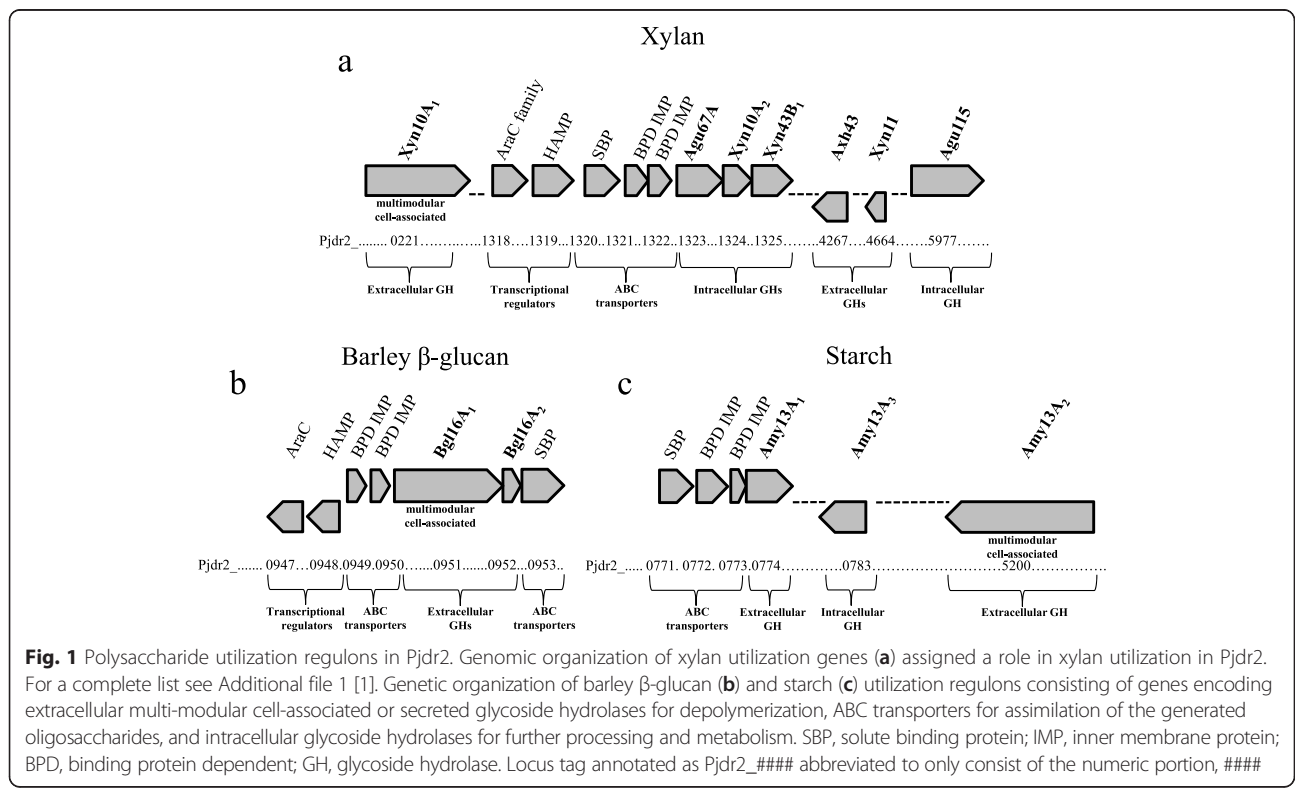 Xylan
a
Xyn10A1
AraC family
HAMP
SBP
BPD IMP
BPD IMP
Agu67A
Xyn10A2
Xyn43B1
Axh43
Xyn11
Agu115
multimodular
cell-associated
Pjdr2_........ 0221...............1318....1319...1320..1321..1322..1323...1324..1325........4267....4664.......5977.......
Extracellular GH
Transcriptional
regulators
ABC
transporters
Intracellular GHs
Extracellular
GHs
Intracellular
GH
Barley β-glucan
b
AraC
HAMP
BPD IMP
BPD IMP
Bgl16A1
Bgl16A2
SBP
multimodular
cell-associated
Pjdr2_....... 0947...0948.0949.0950.......0951......0952...0953..
Transcriptional
regulators
ABC
transporters
Extracellular
GHs
ABC
transporters
Starch
c
SBP
BPD IMP
BPD IMP
Amy13A1
Amy13A3
Amy13A2
multimodular
cell-associated
Pjdr2_..... 0771. 0772. 0773.0774............0783.............................5200.................
ABC
transporters
Extracellular
GH
Intracellular
GH
Extracellular GH
Fig. 1 Polysaccharide utilization regulons in Pjdr2. Genomic organization of xylan utilization genes (a) assigned a role in xylan utilization in Pjdr2.
For a complete list see Additional file 1 [1]. Genetic organization of barley β-glucan (b) and starch (c) utilization regulons consisting of genes encoding
extracellular multi-modular cell-associated or secreted glycoside hydrolases for depolymerization, ABC transporters for assimilation of the generated
oligosaccharides, and intracellular glycoside hydrolases for further processing and metabolism. SBP, solute binding protein; IMP, inner membrane protein;
BPD, binding protein dependent; GH, glycoside hydrolase. Locus tag annotated as Pjdr2_#### abbreviated to only consist of the numeric portion, ####